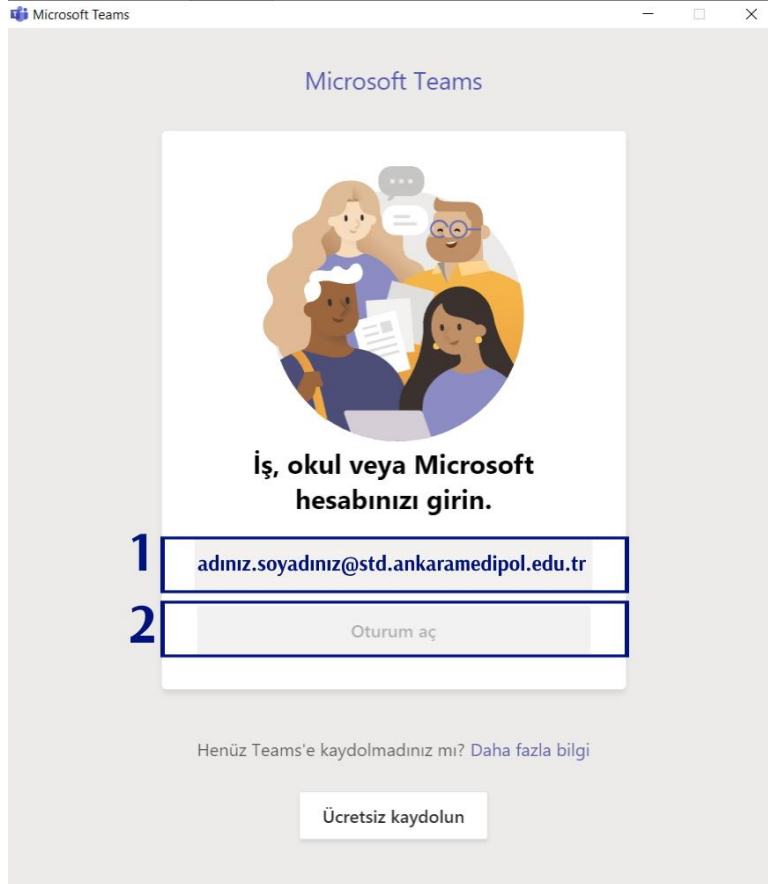 Microsoft Teams
Microsoft Teams
İş, okul veya Microsoft
hesabınızı girin.
1
adınız.soyadınız@std.ankaramedipol.edu.tr
2
Oturum aç
Henüz Teams'e kaydolmadınız mı? Daha fazla bilgi
Ücretsiz kaydolun